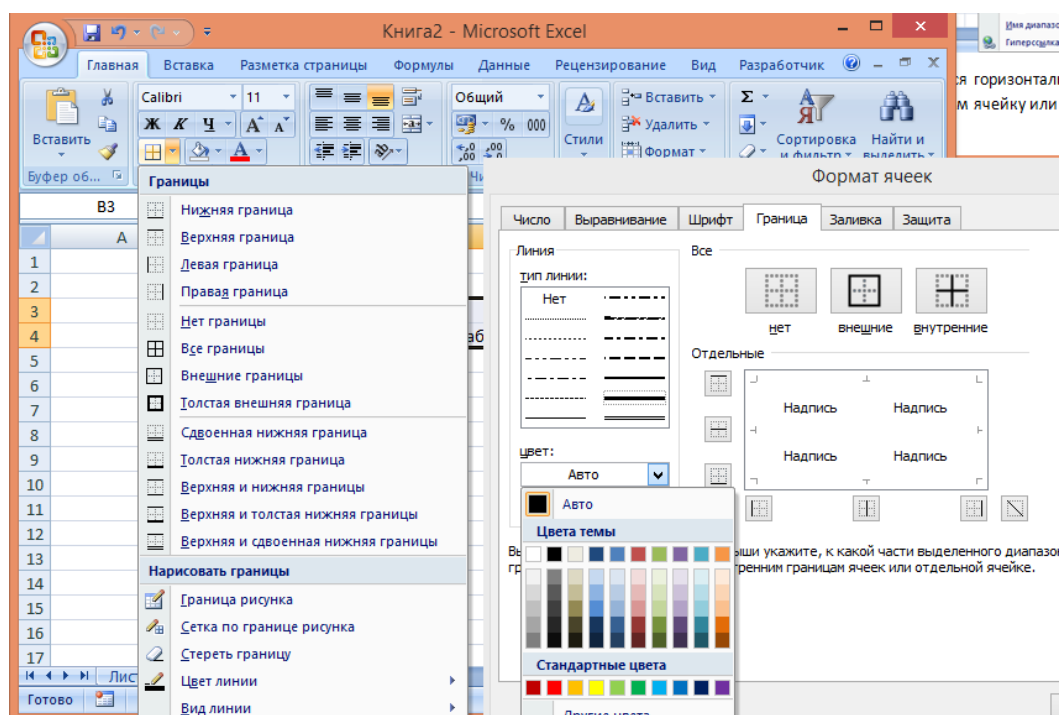 Книга2 - Microsoft Excel
Имя диапазо
Гиперссылка
Главная Вставка Разметка страницы Формулы Данные Рецензирование Вид Разработчик
ся горизонталь
м ячейку или
Вставить
Calibri 11
Ж К Ч
Общий
% 000
Стили
Вставить
Удалить
Формат
Σ
Сортировка и фильтр
Найти и выделить
Буфер об...
B3
A
1
2
3
4
5
6
7
8
9
10
11
12
13
14
15
16
17
Границы
Нижняя граница
Верхняя граница
Левая граница
Правая граница
Нет границы
Все границы
Внешние границы
Толстая внешняя граница
Сдвоенная нижняя граница
Толстая нижняя граница
Верхняя и нижняя границы
Верхняя и толстая нижняя границы
Верхняя и сдвоенная нижняя границы
Нарисовать границы
Граница рисунка
Сетка по границе рисунка
Стереть границу
Цвет линии
Вид линии
Лис
Готово
Формат ячеек
Число Выравнивание Шрифт Граница Заливка Защита
Линия
тип линии:
Нет
цвет:
Авто
Все
нет внешние внутренние
Отдельные
Надпись Надпись
Надпись Надпись
Авто
Цвета темы
Стандартные цвета
Другие цвета
ыши укажите, к какой части выделенного диапазо
ренним границам ячеек или отдельной ячейке.